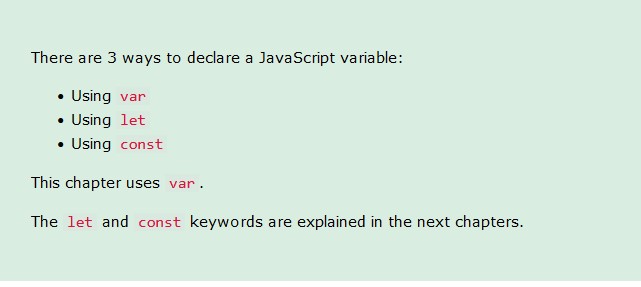 There are 3 ways to declare a JavaScript variable:
• Using var
• Using let
• Using const
This chapter uses var.
The let and const keywords are explained in the next chapters.